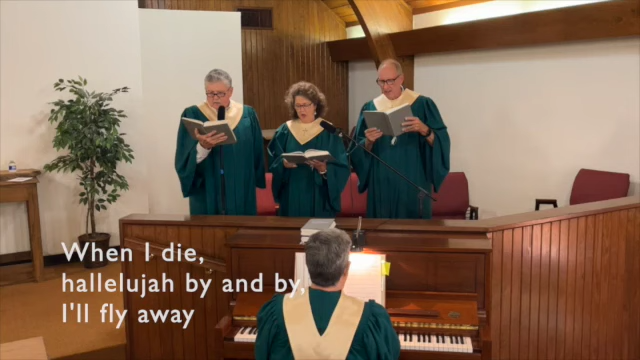 When I die,
hallelujah by and by,
I'll fly away